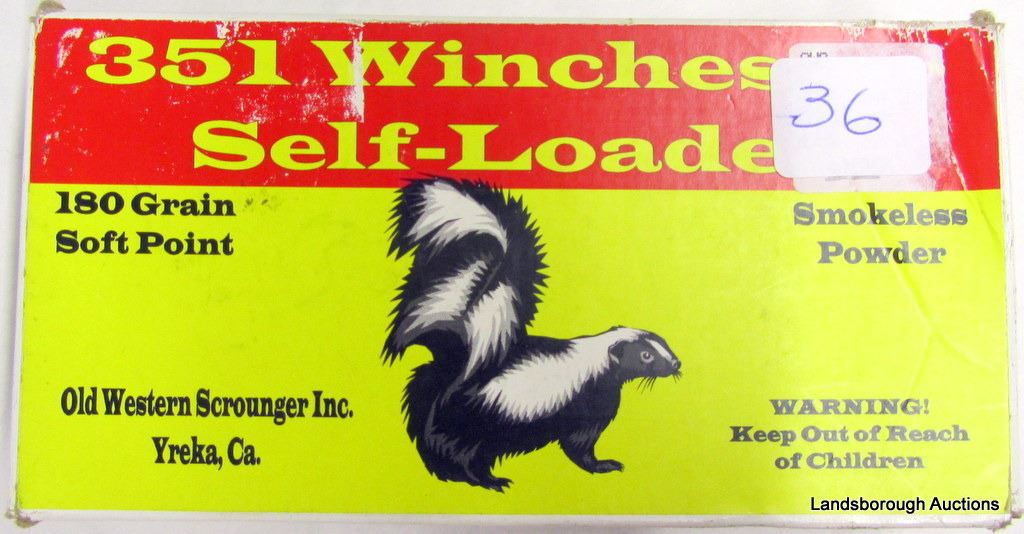 351 Winches
Self-Loade
36
180 Grain
Soft Point
Smokeless
Powder
Old Western Scrounger Inc.
Yreka, Ca.
WARNING!
Keep Out of Reach
of Children
Landsborough Auctions